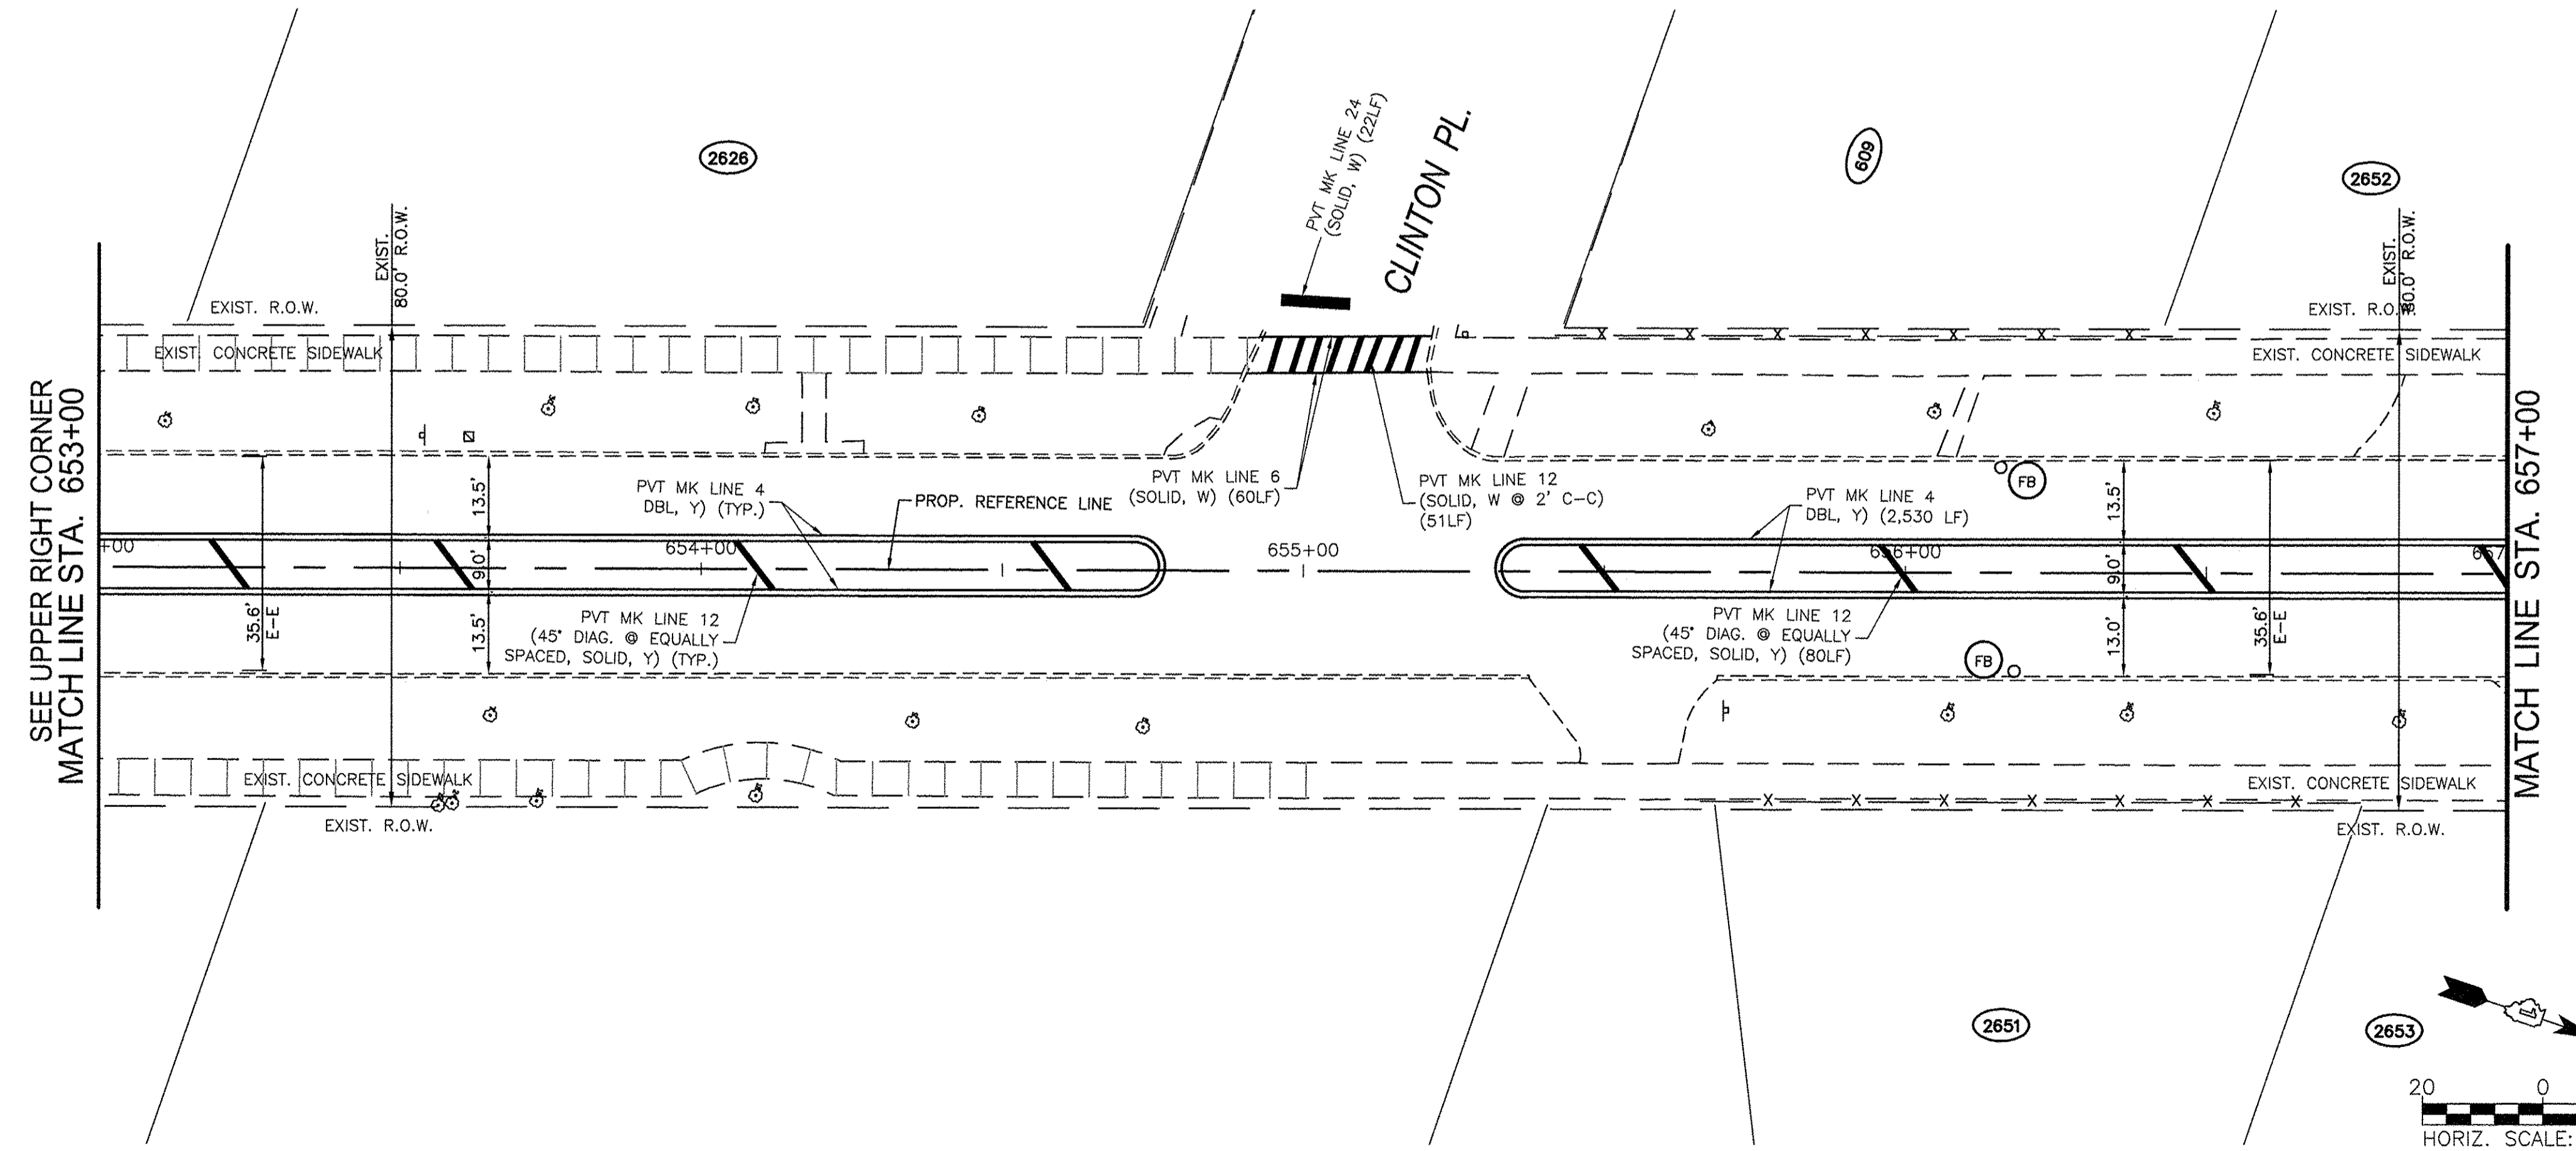 SEE UPPER RIGHT CORNER
MATCH LINE STA. 653+00
2626
EXIST.
80.0' R.O.W.
EXIST. R.O.W.
EXIST. CONCRETE SIDEWALK
PVT MK LINE 24
(SOLID, W) (22LF)
CLINTON PL.
609
2652
EXIST.
80.0' R.O.W.
EXIST. R.O.W.
EXIST. CONCRETE SIDEWALK
PVT MK LINE 6
(SOLID, W) (60LF)
PVT MK LINE 12
(SOLID, W @ 2' C-C)
(51LF)
PVT MK LINE 4
DBL, Y) (TYP.)
PROP. REFERENCE LINE
PVT MK LINE 4
DBL, Y) (2,530 LF)
FB
13.5'
9.0'
13.5'
35.6'
E-E
+00
654+00
655+00
656+00
657
PVT MK LINE 12
(45° DIAG. @ EQUALLY
SPACED, SOLID, Y) (TYP.)
PVT MK LINE 12
(45° DIAG. @ EQUALLY
SPACED, SOLID, Y) (80LF)
FB
13.5'
9.0'
13.0'
35.6'
E-E
MATCH LINE STA. 657+00
EXIST. CONCRETE SIDEWALK
EXIST. R.O.W.
EXIST. CONCRETE SIDEWALK
EXIST. R.O.W.
2651
2653
20 0
HORIZ. SCALE: